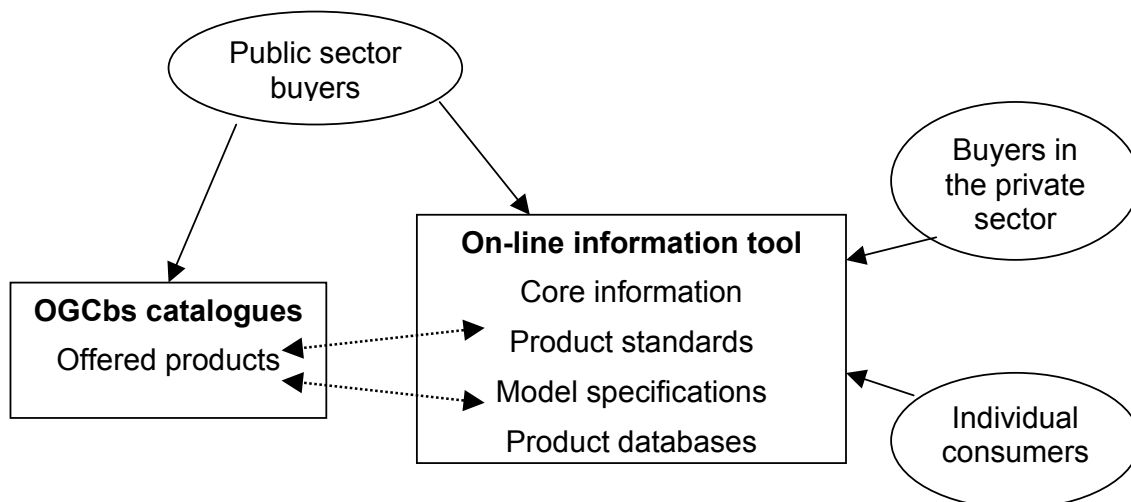 Public sector
buyers
Buyers in
the private
sector
On-line information tool
Core information
Product standards
Model specifications
Product databases
OGCbs catalogues
Offered products
Individual
consumers